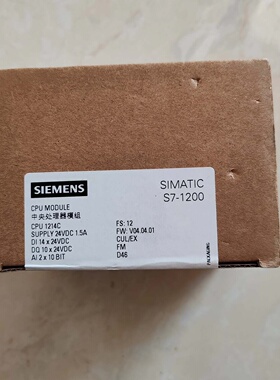 SIEMENS
SIMATIC
S7-1200
CPU MODULE
中央处理器模组
CPU 1214C
SUPPLY 24VDC 1.5A
DI 14 x 24VDC
DQ 10 x 24VDC
AI 2 x 10 BIT
FS: 12
FW: V04.04.01
CUL/EX
FM
D46
PACKAGING